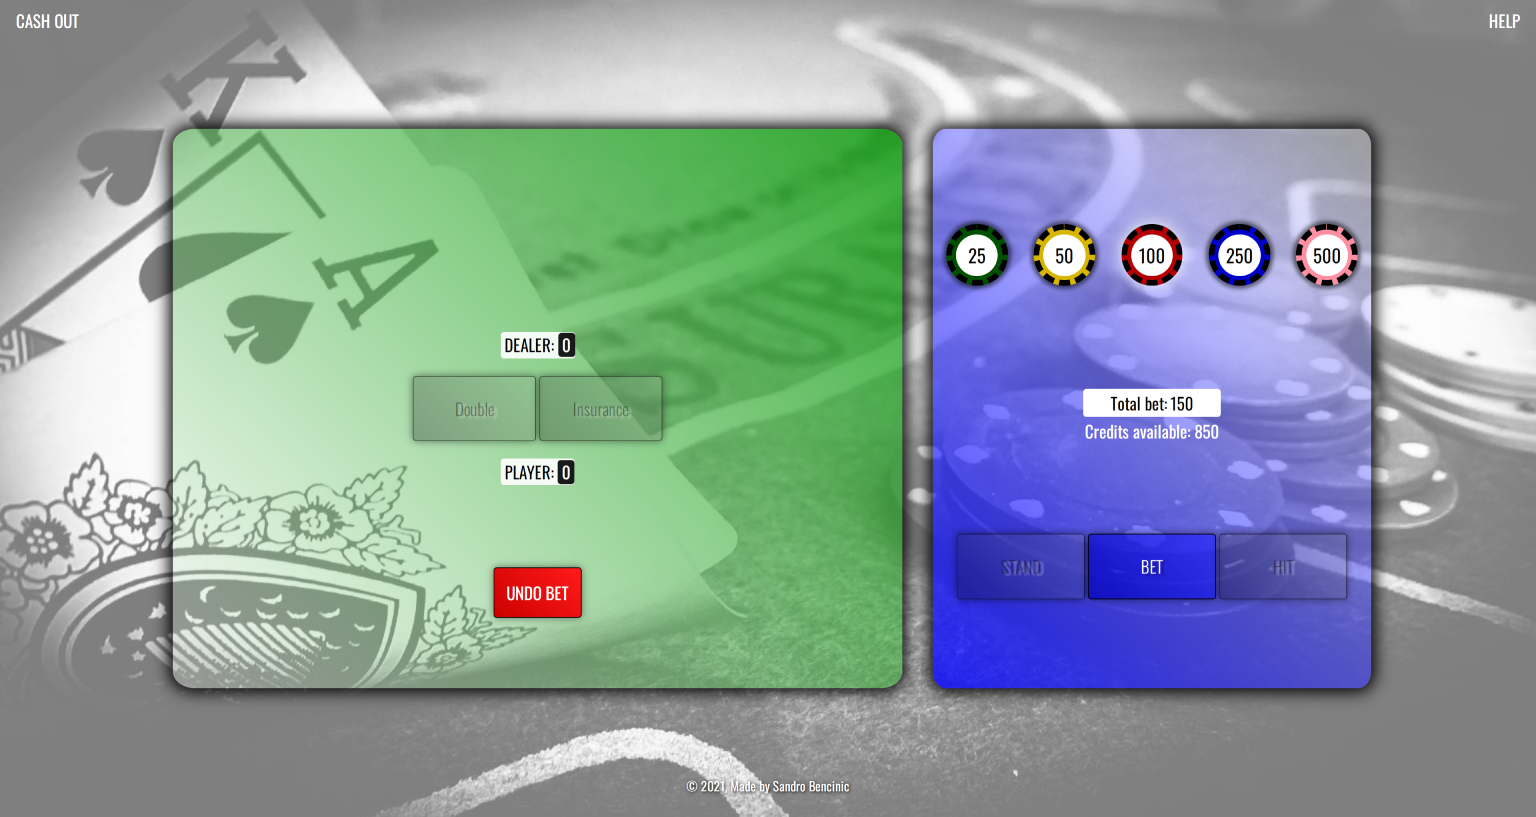 CASH OUT
HELP
K
A
DEALER: 0
Double
Insurance
PLAYER: 0
UNDO BET
25
50
100
250
500
Total bet: 150
Credits available: 850
STAND
BET
HIT
© 2021, Made by Sandro Bencinic